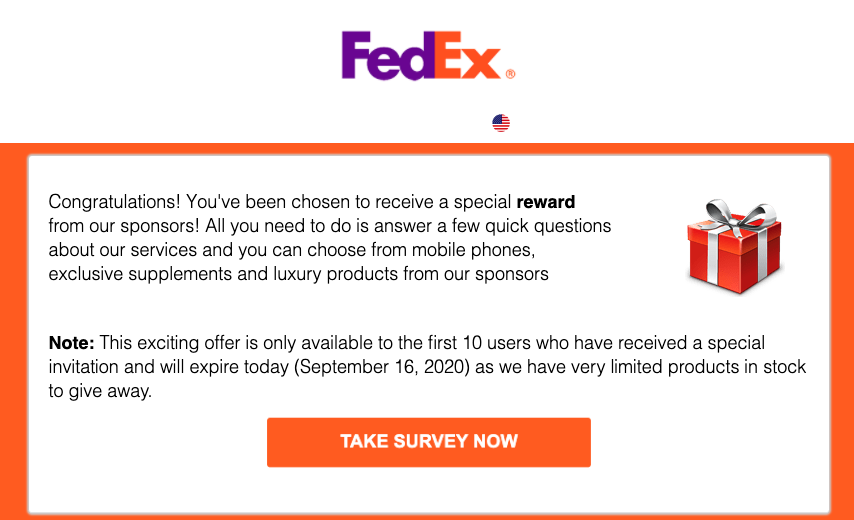 FedEx®
Congratulations! You've been chosen to receive a special reward
from our sponsors! All you need to do is answer a few quick questions
about our services and you can choose from mobile phones,
exclusive supplements and luxury products from our sponsors
Note: This exciting offer is only available to the first 10 users who have received a special
invitation and will expire today (September 16, 2020) as we have very limited products in stock
to give away.
TAKE SURVEY NOW